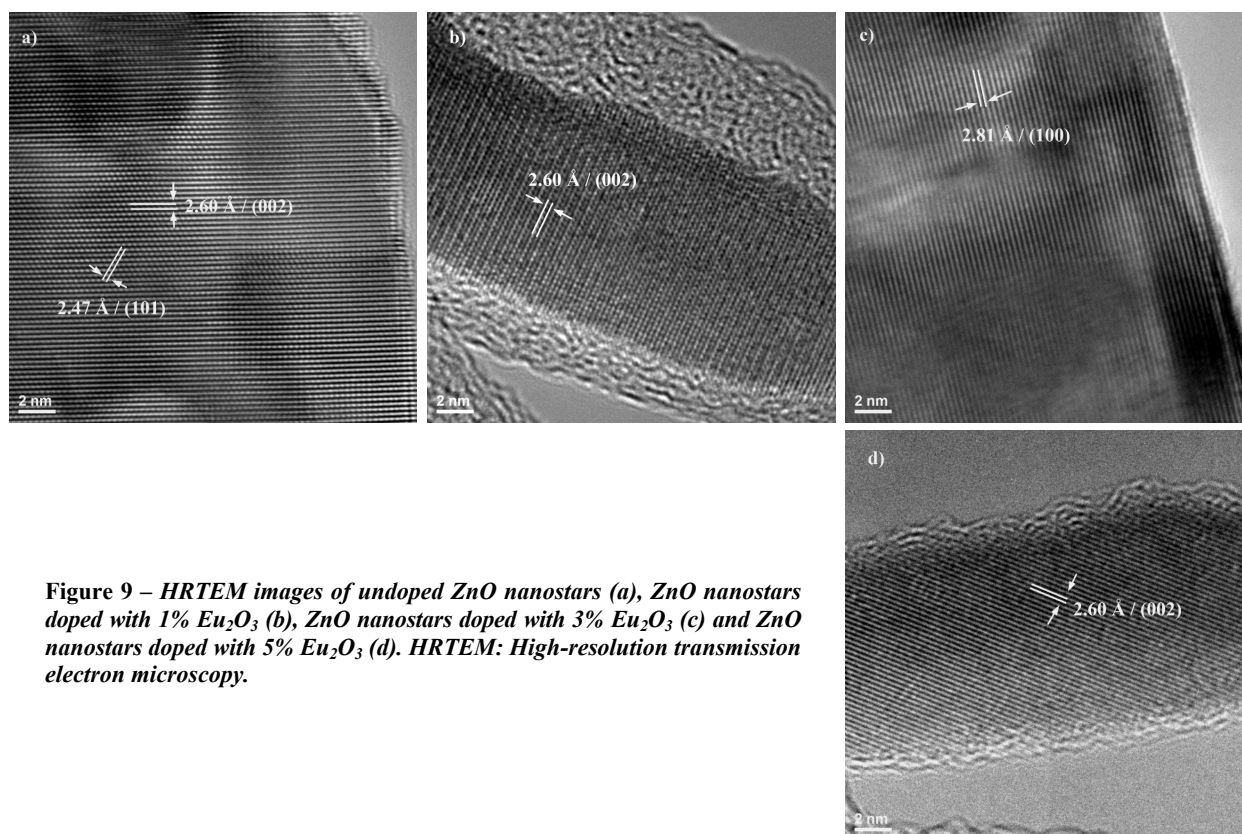 a)
2.60 Å / (002)
2.47 Å / (101)
2 nm
b)
2.60 Å / (002)
2 nm
c)
2.81 Å / (100)
2 nm
d)
2.60 Å / (002)
2 nm
Figure 9 – HRTEM images of undoped ZnO nanostars (a), ZnO nanostars
doped with 1% Eu₂O₃ (b), ZnO nanostars doped with 3% Eu₂O₃ (c) and ZnO
nanostars doped with 5% Eu₂O₃ (d). HRTEM: High-resolution transmission
electron microscopy.